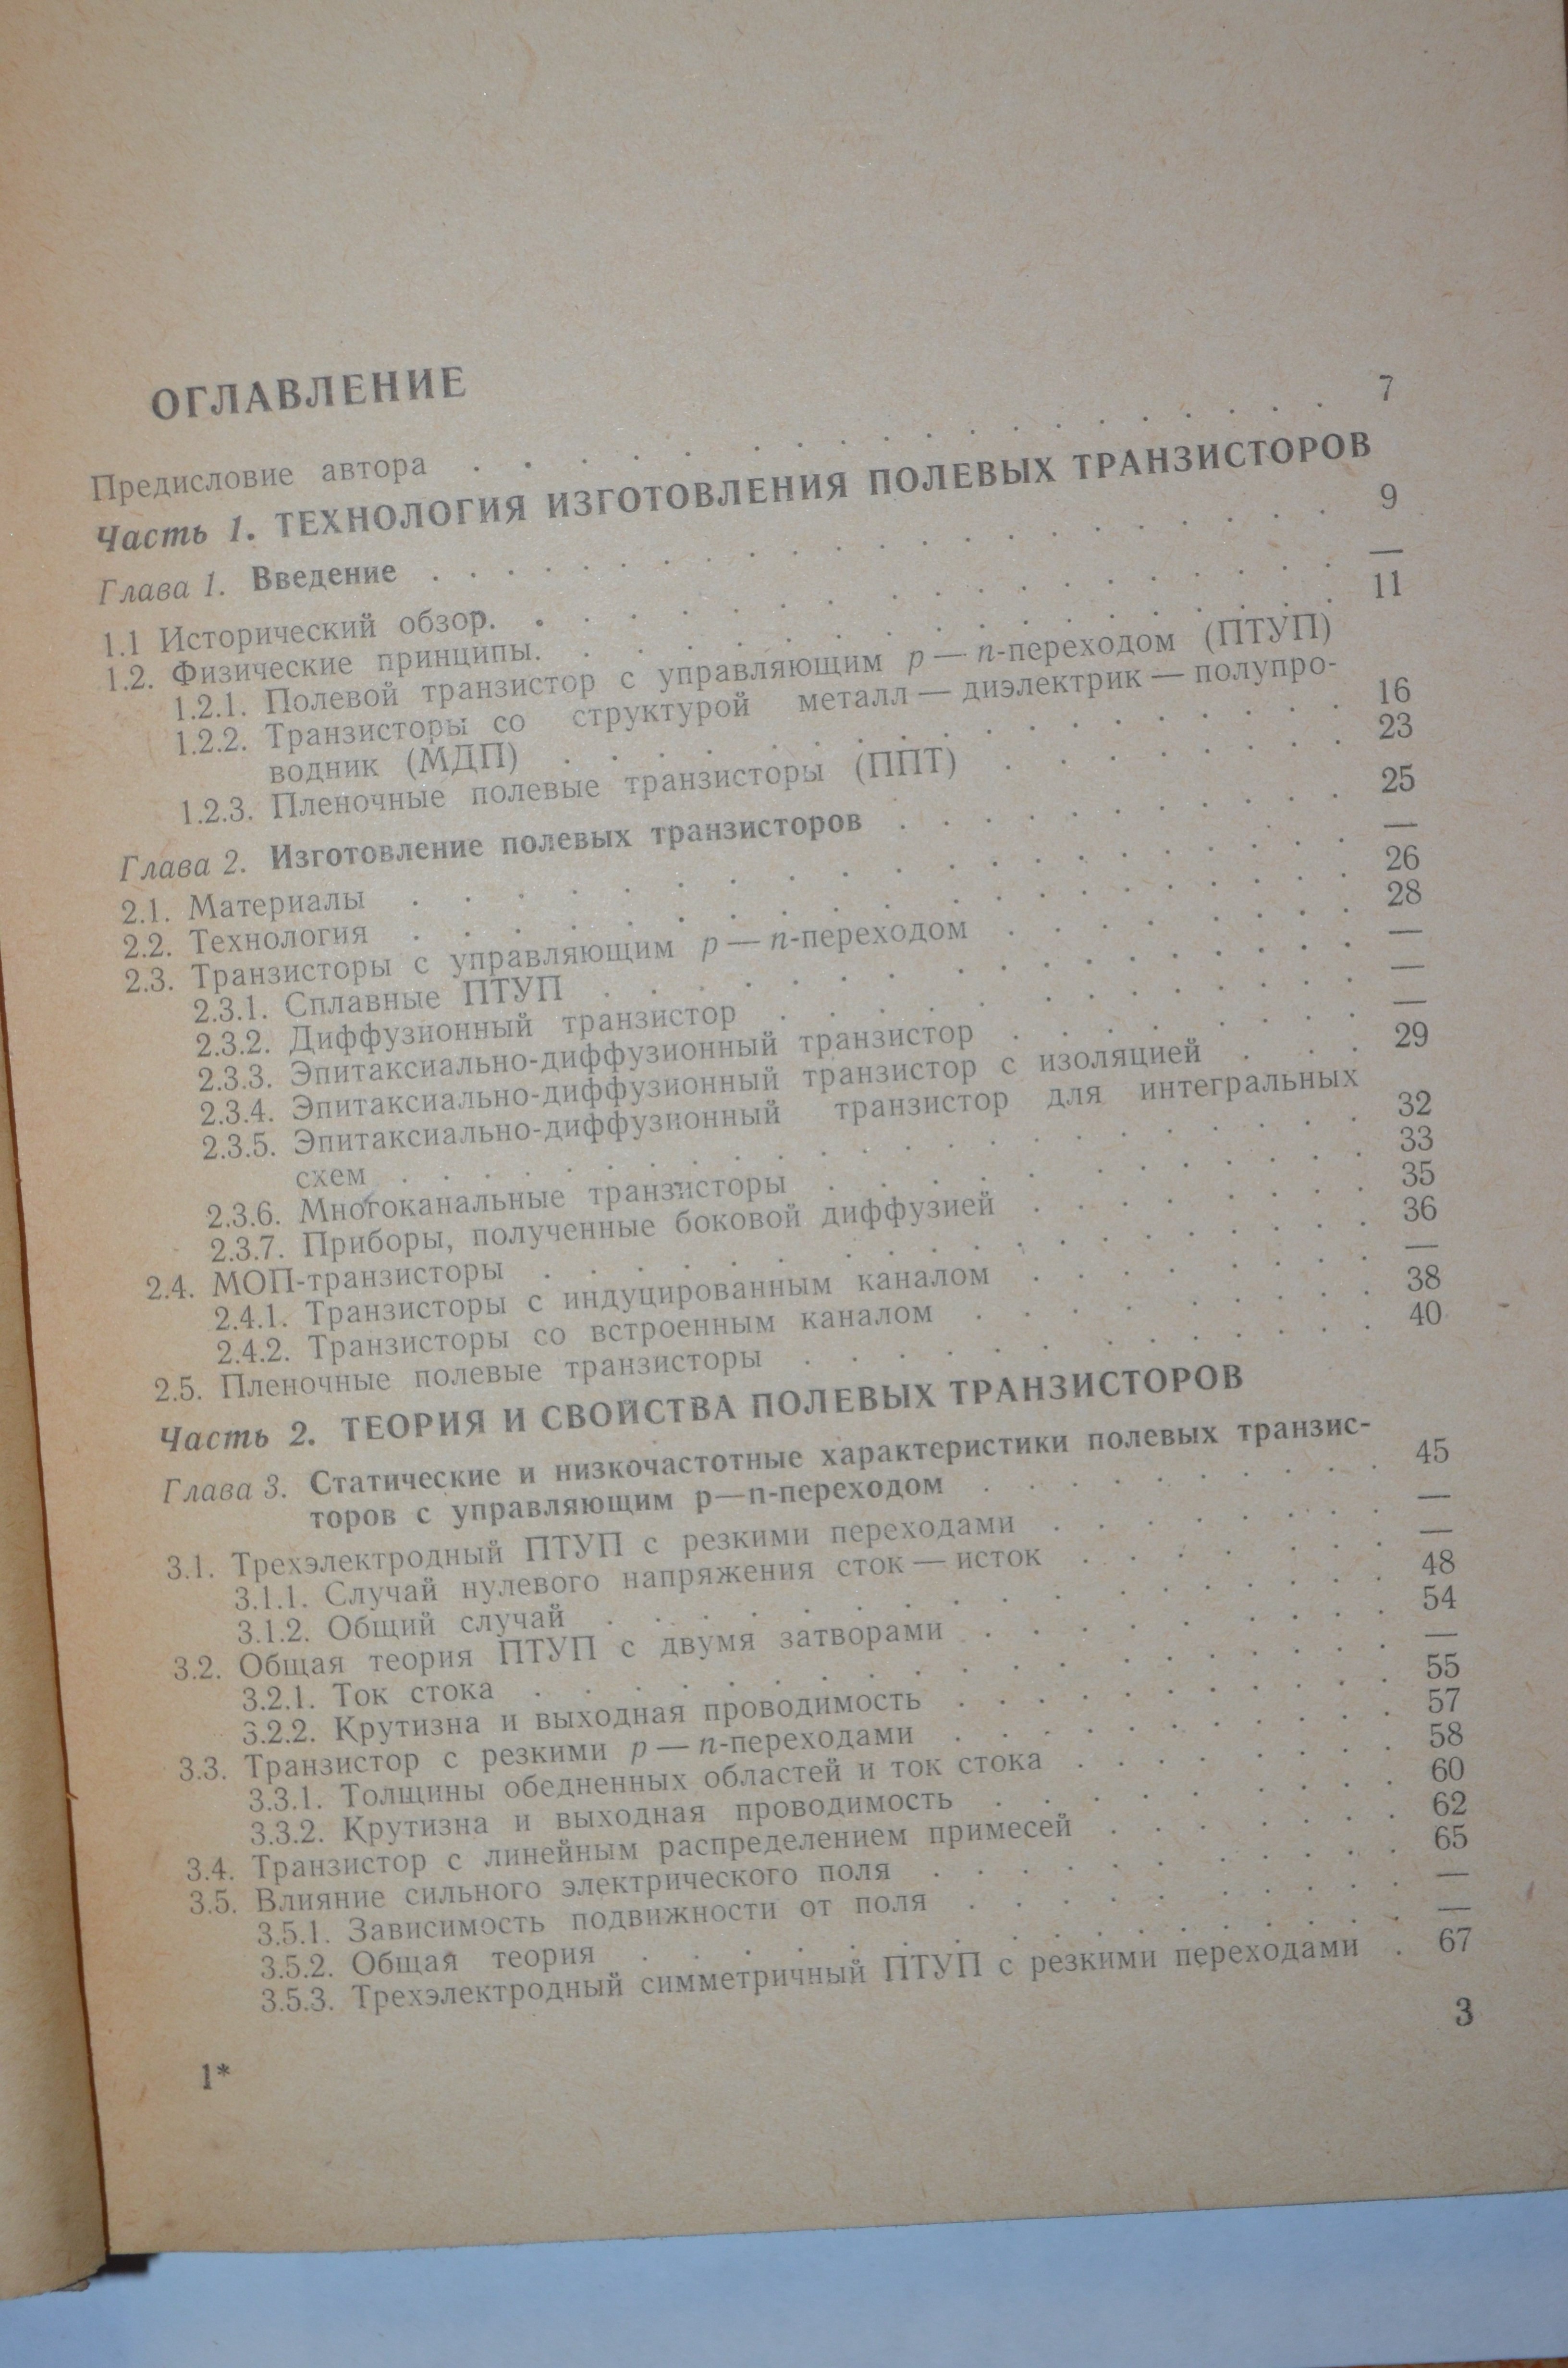 ОГЛАВЛЕНИЕ
Предисловие автора . . . . . . . . . . . . . . . 7
Часть 1. ТЕХНОЛОГИЯ ИЗГОТОВЛЕНИЯ ПОЛЕВЫХ ТРАНЗИСТОРОВ
Глава 1. Введение . . . . . . . . . . . . . . . 9
1.1 Исторический обзор. . . . . . . . . . . . . . . —
1.2. Физические принципы. . . . . . . . . . . . . . . 11
1.2.1. Полевой транзистор с управляющим p — n-переходом (ПТУП)
1.2.2. Транзисторы со структурой металл — диэлектрик — полупро-
водник (МДП) . . . . . . . . . . . . . . . 16
1.2.3. Пленочные полевые транзисторы (ППТ) . . . . . . . 23
Глава 2. Изготовление полевых транзисторов . . . . . . . . . 25
2.1. Материалы . . . . . . . . . . . . . . . —
2.2. Технология . . . . . . . . . . . . . . . 26
2.3. Транзисторы с управляющим p — n-переходом . . . . . . . 28
2.3.1. Сплавные ПТУП . . . . . . . . . . . . . . —
2.3.2. Диффузионный транзистор . . . . . . . . . . . —
2.3.3. Эпитаксиально-диффузионный транзистор . . . . . . . —
2.3.4. Эпитаксиально-диффузионный транзистор с изоляцией . . . 29
2.3.5. Эпитаксиально-диффузионный транзистор для интегральных
схем . . . . . . . . . . . . . . . 32
2.3.6. Многоканальные транзисторы . . . . . . . . . . 33
2.3.7. Приборы, полученные боковой диффузией . . . . . . . 35
2.4. МОП-транзисторы . . . . . . . . . . . . . . . 36
2.4.1. Транзисторы с индуцированным каналом . . . . . . . —
2.4.2. Транзисторы со встроенным каналом . . . . . . . . 38
2.5. Пленочные полевые транзисторы . . . . . . . . . . . 40
Часть 2. ТЕОРИЯ И СВОЙСТВА ПОЛЕВЫХ ТРАНЗИСТОРОВ
Глава 3. Статические и низкочастотные характеристики полевых транзис-
торов с управляющим p—n-переходом . . . . . . . . 45
3.1. Трехэлектродный ПТУП с резкими переходами . . . . . . . —
3.1.1. Случай нулевого напряжения сток — исток . . . . . . —
3.1.2. Общий случай . . . . . . . . . . . . . . . 48
3.2. Общая теория ПТУП с двумя затворами . . . . . . . . 54
3.2.1. Ток стока . . . . . . . . . . . . . . . —
3.2.2. Крутизна и выходная проводимость . . . . . . . . 55
3.3. Транзистор с резкими p — n-переходами . . . . . . . . . 57
3.3.1. Толщины обедненных областей и ток стока . . . . . . 58
3.3.2. Крутизна и выходная проводимость . . . . . . . . 60
3.4. Транзистор с линейным распределением примесей . . . . . . 62
3.5. Влияние сильного электрического поля . . . . . . . . . 65
3.5.1. Зависимость подвижности от поля . . . . . . . . . —
3.5.2. Общая теория . . . . . . . . . . . . . . . —
3.5.3. Трехэлектродный симметричный ПТУП с резкими переходами . 67
3
1*